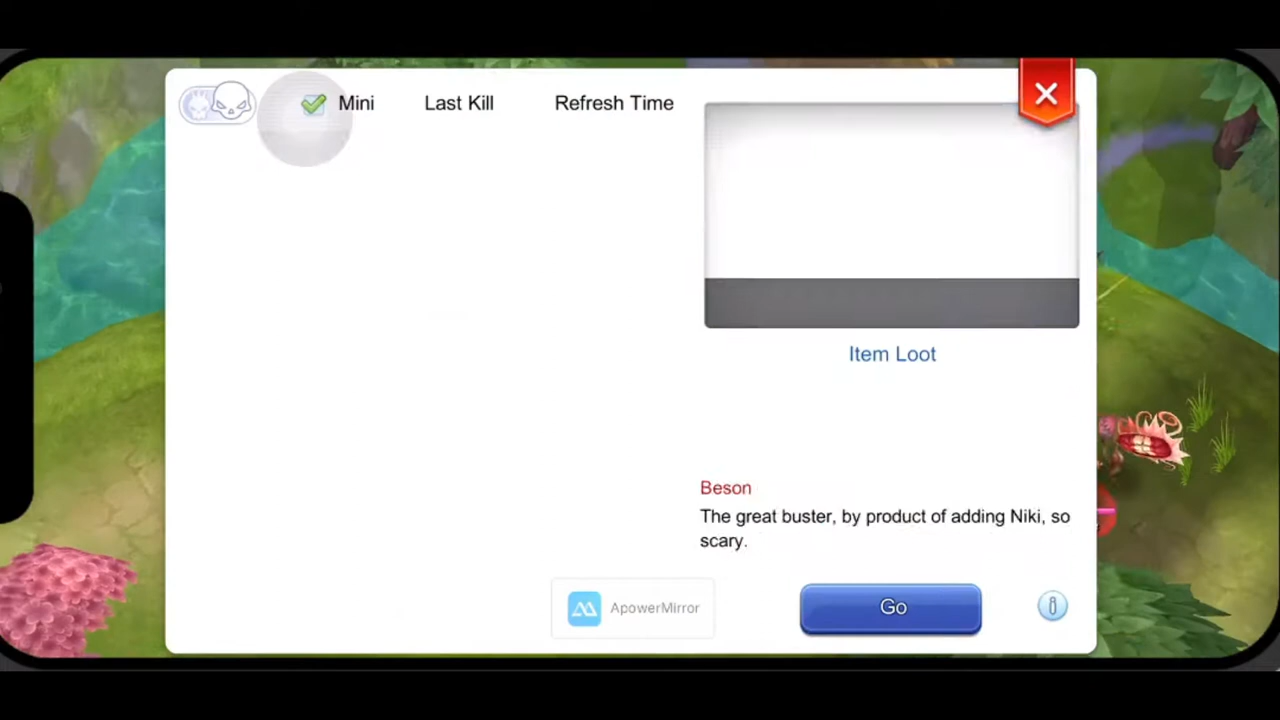 Mini
Last Kill
Refresh Time
Item Loot
Beson
The great buster, by product of adding Niki, so
scary.
ApowerMirror
Go